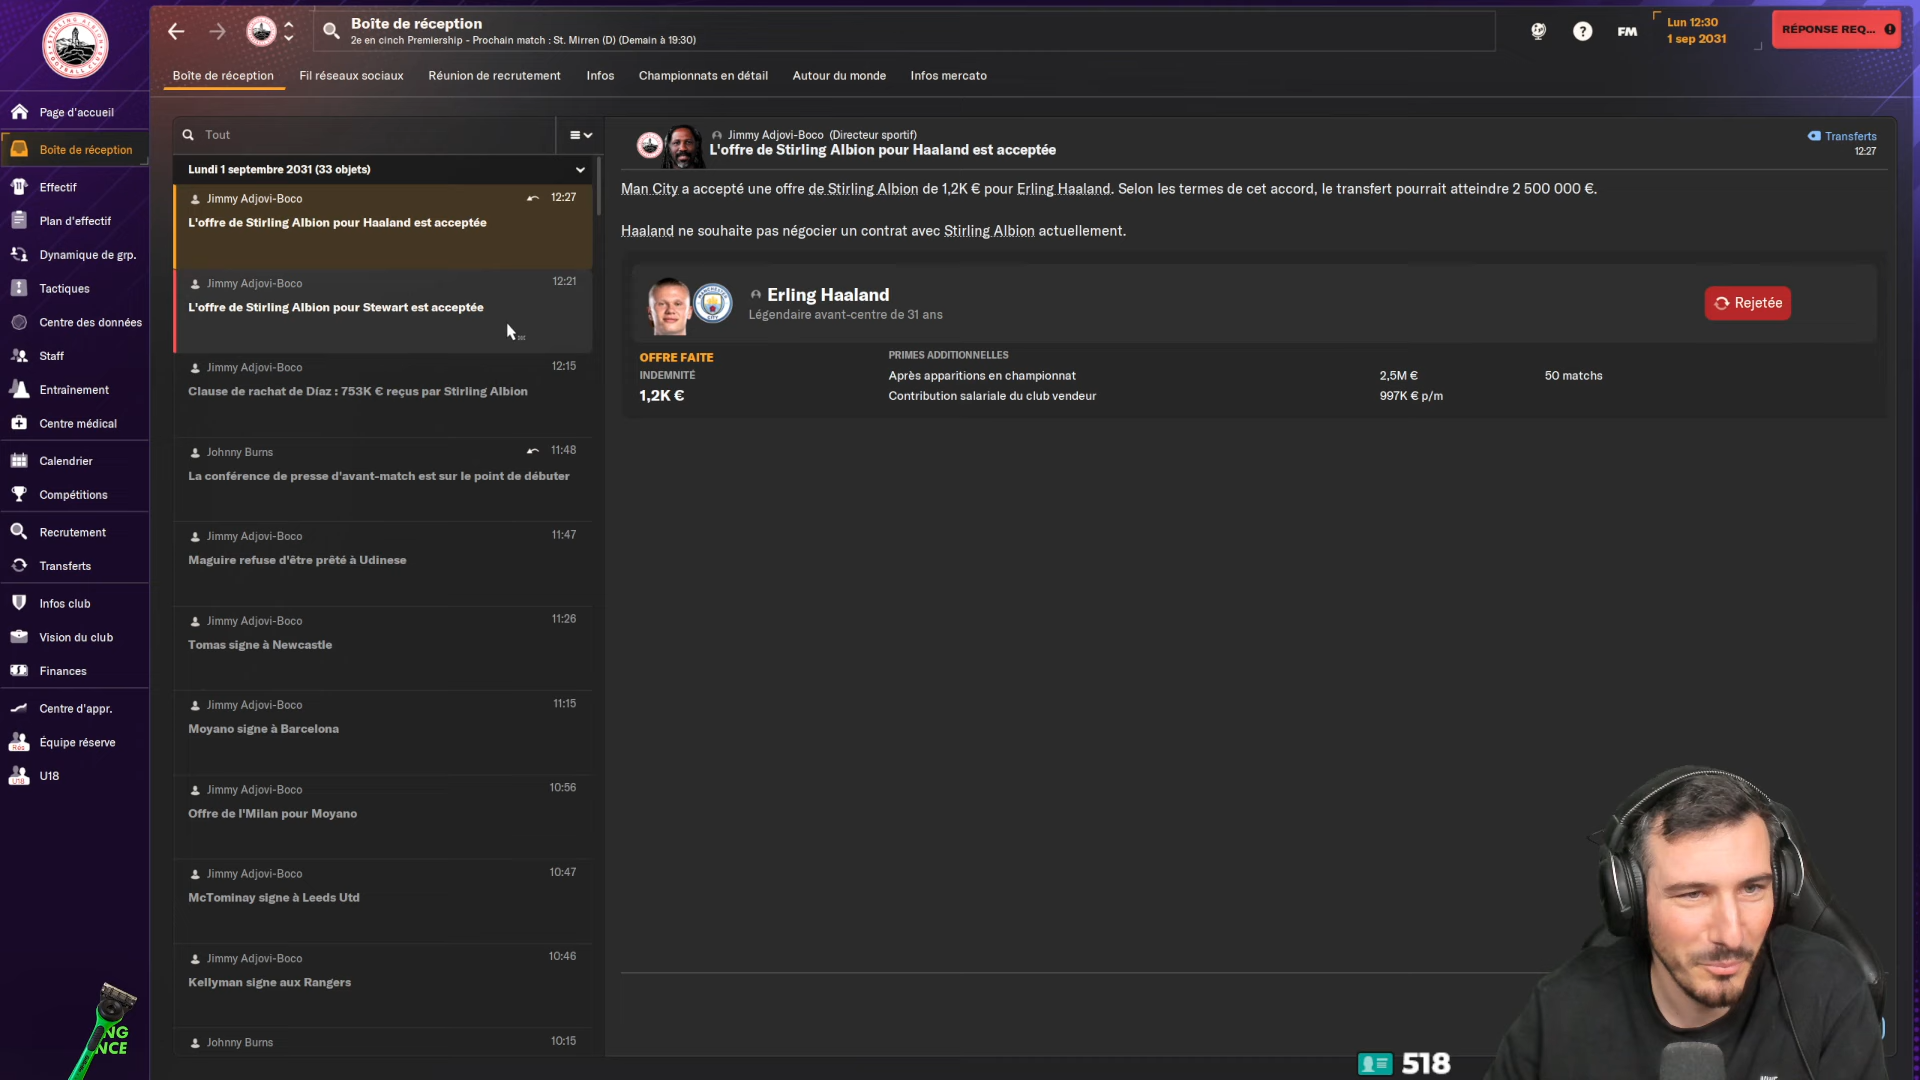 Boîte de réception
2e en cinch Premiership - Prochain match : St. Mirren (D) (Demain à 19:30)
FM
Lun 12:30
1 sep 2031
RÉPONSE REQ...
Boîte de réception
Fil réseaux sociaux
Réunion de recrutement
Infos
Championnats en détail
Autour du monde
Infos mercato
Page d'accueil
Boîte de réception
Effectif
Plan d'effectif
Dynamique de grp.
Tactiques
Centre des données
Staff
Entraînement
Centre médical
Calendrier
Compétitions
Recrutement
Transferts
Infos club
Vision du club
Finances
Centre d'appr.
Équipe réserve
U18
Tout
Lundi 1 septembre 2031 (33 objets)
Jimmy Adjovi-Boco 12:27
L'offre de Stirling Albion pour Haaland est acceptée
Jimmy Adjovi-Boco 12:21
L'offre de Stirling Albion pour Stewart est acceptée
Jimmy Adjovi-Boco 12:15
Clause de rachat de Díaz : 753K € reçus par Stirling Albion
Johnny Burns 11:48
La conférence de presse d'avant-match est sur le point de débuter
Jimmy Adjovi-Boco 11:47
Maguire refuse d'être prêté à Udinese
Jimmy Adjovi-Boco 11:26
Tomas signe à Newcastle
Jimmy Adjovi-Boco 11:15
Moyano signe à Barcelona
Jimmy Adjovi-Boco 10:56
Offre de l'Milan pour Moyano
Jimmy Adjovi-Boco 10:47
McTominay signe à Leeds Utd
Jimmy Adjovi-Boco 10:46
Kellyman signe aux Rangers
Johnny Burns 10:15
Jimmy Adjovi-Boco (Directeur sportif)
L'offre de Stirling Albion pour Haaland est acceptée
Transferts
12:27
Man City a accepté une offre de Stirling Albion de 1,2K € pour Erling Haaland. Selon les termes de cet accord, le transfert pourrait atteindre 2 500 000 €.
Haaland ne souhaite pas négocier un contrat avec Stirling Albion actuellement.
Erling Haaland
Légendaire avant-centre de 31 ans
Rejetée
OFFRE FAITE
INDEMNITÉ
1,2K €
PRIMES ADDITIONNELLES
Après apparitions en championnat 2,5M € 50 matchs
Contribution salariale du club vendeur 997K € p/m
518